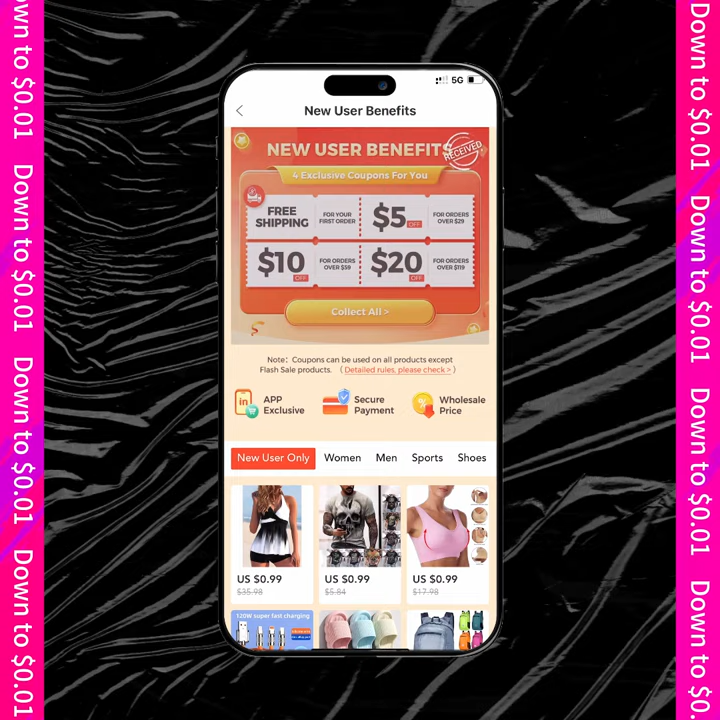 Down to $0.01
Down to $0.01
Down to $0.01
Down to $0.01
5G
New User Benefits
NEW USER BENEFITS
RECEIVED
4 Exclusive Coupons For You
FREE SHIPPING
FOR YOUR FIRST ORDER
$5 OFF
FOR ORDERS OVER $29
$10 OFF
FOR ORDERS OVER $59
$20 OFF
FOR ORDERS OVER $119
Collect All >
Note: Coupons can be used on all products except
Flash Sale products. ( Detailed rules, please check > )
in
APP Exclusive
Secure Payment
%
Wholesale Price
New User Only
Women
Men
Sports
Shoes
US $0.99
$35.98
US $0.99
$5.84
US $0.99
$17.98
120W super fast charging
Down to $0.01
Down to $0.01
Down to $0.01
Down to $0.